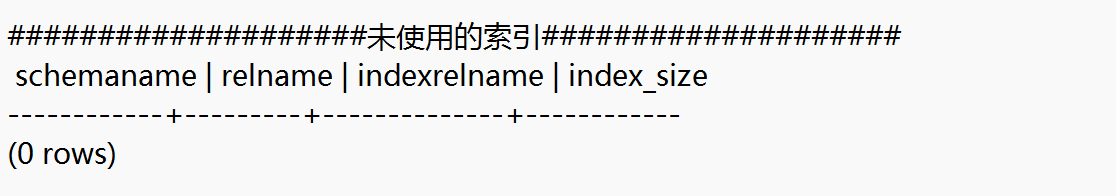 ####################未使用的索引####################
schemaname | relname | indexrelname | index_size
------------+---------+--------------+------------
(0 rows)